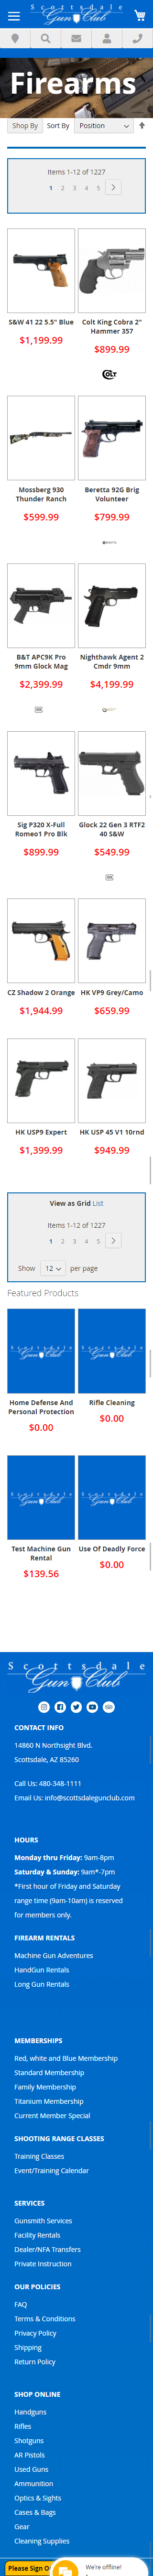 Scottsdale
Gun Club
Firearms
Shop By Sort By Position
Items 1-12 of 1227
1 2 3 4 5
S&W 41 22 5.5" Blue
$1,199.99
Colt King Cobra 2"
Hammer 357
$899.99
COLT
Mossberg 930
Thunder Ranch
$599.99
Beretta 92G Brig
Volunteer
$799.99
BERETTA
B&T APC9K Pro
9mm Glock Mag
$2,399.99
Nighthawk Agent 2
Cmdr 9mm
$4,199.99
Sig P320 X-Full
Romeo1 Pro Blk
$899.99
Glock 22 Gen 3 RTF2
40 S&W
$549.99
CZ Shadow 2 Orange
$1,944.99
HK VP9 Grey/Camo
$659.99
HK USP9 Expert
$1,399.99
HK USP 45 V1 10rnd
$949.99
View as Grid List
Items 1-12 of 1227
1 2 3 4 5
Show 12 per page
Featured Products
Scottsdale
Gun Club
Scottsdale
Gun Club
Home Defense And
Personal Protection
$0.00
Rifle Cleaning
$0.00
Scottsdale
Gun Club
Scottsdale
Gun Club
Test Machine Gun
Rental
$139.56
Use Of Deadly Force
$0.00
Scottsdale
Gun Club
CONTACT INFO
14860 N Northsight Blvd.
Scottsdale, AZ 85260
Call Us: 480-348-1111
Email Us: info@scottsdalegunclub.com
HOURS
Monday thru Friday: 9am-8pm
Saturday & Sunday: 9am*-7pm
*First hour of Friday and Saturday
range time (9am-10am) is reserved
for members only.
FIREARM RENTALS
Machine Gun Adventures
HandGun Rentals
Long Gun Rentals
MEMBERSHIPS
Red, white and Blue Membership
Standard Membership
Family Membership
Titanium Membership
Current Member Special
SHOOTING RANGE CLASSES
Training Classes
Event/Training Calendar
SERVICES
Gunsmith Services
Facility Rentals
Dealer/NFA Transfers
Private Instruction
OUR POLICIES
FAQ
Terms & Conditions
Privacy Policy
Shipping
Return Policy
SHOP ONLINE
Handguns
Rifles
Shotguns
AR Pistols
Used Guns
Ammunition
Optics & Sights
Cases & Bags
Gear
Cleaning Supplies
Please Sign
We're offline!